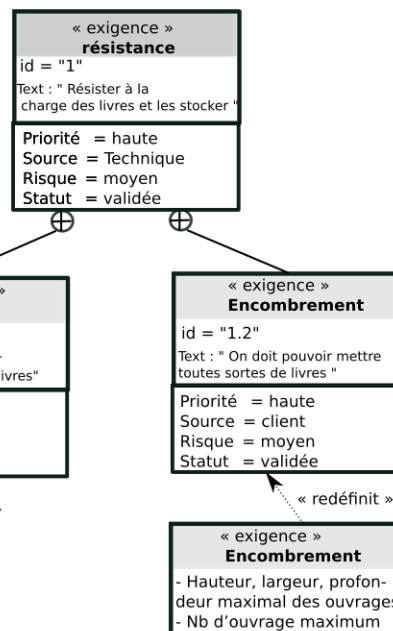 « exigence »
résistance
id = "1"
Text : " Résister à la
charge des livres et les stocker "
Priorité = haute
Source = Technique
Risque = moyen
Statut = validée
»
ivres"
« exigence »
Encombrement
id = "1.2"
Text : " On doit pouvoir mettre
toutes sortes de livres "
Priorité = haute
Source = client
Risque = moyen
Statut = validée
« redéfinit »
« exigence »
Encombrement
- Hauteur, largeur, profon-
deur maximal des ouvrages
- Nb d'ouvrage maximum